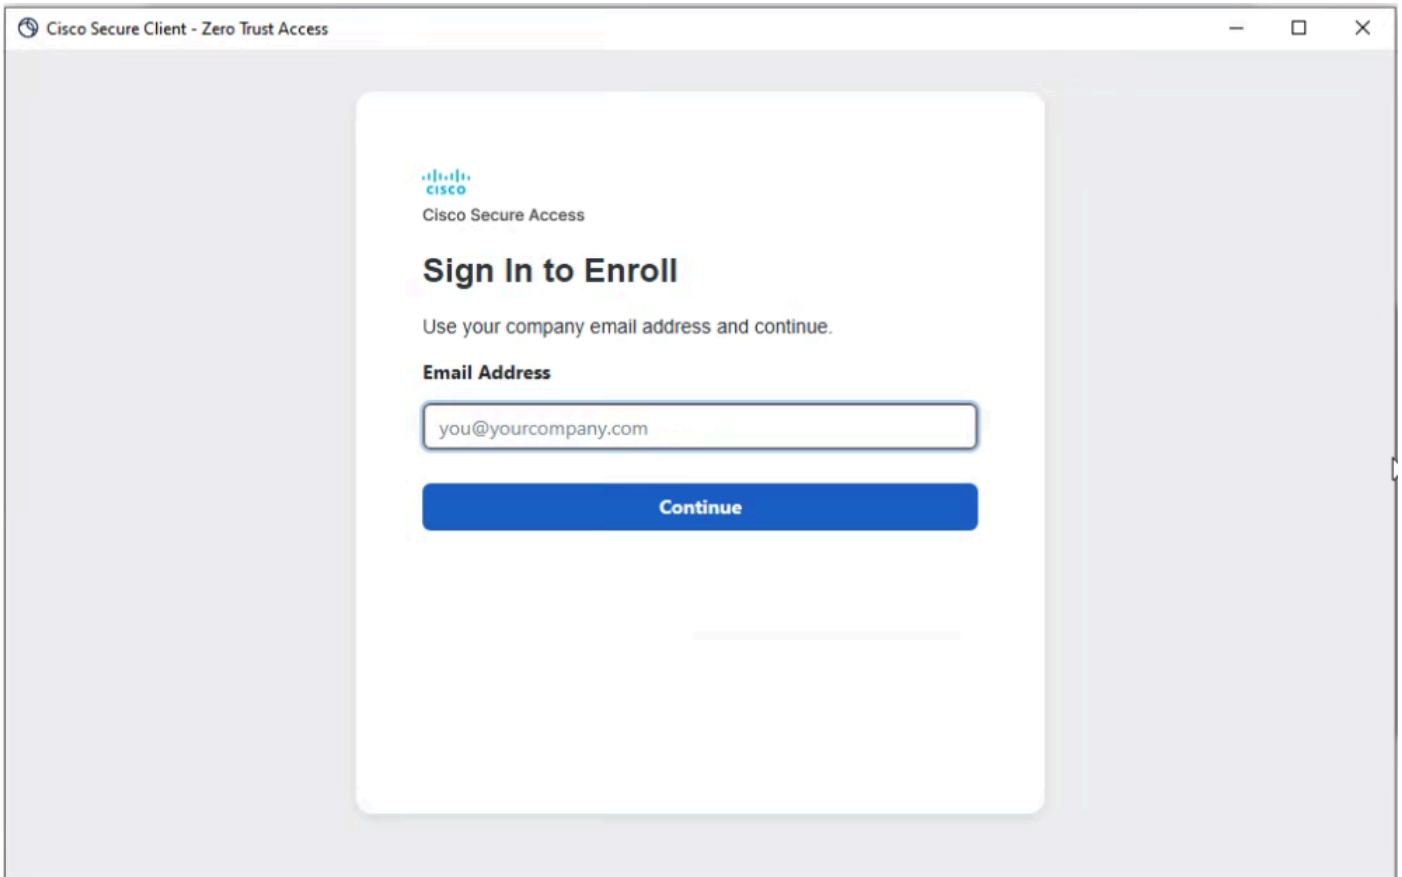 Cisco Secure Client - Zero Trust Access
cisco
Cisco Secure Access
Sign In to Enroll
Use your company email address and continue.
Email Address
you@yourcompany.com
Continue